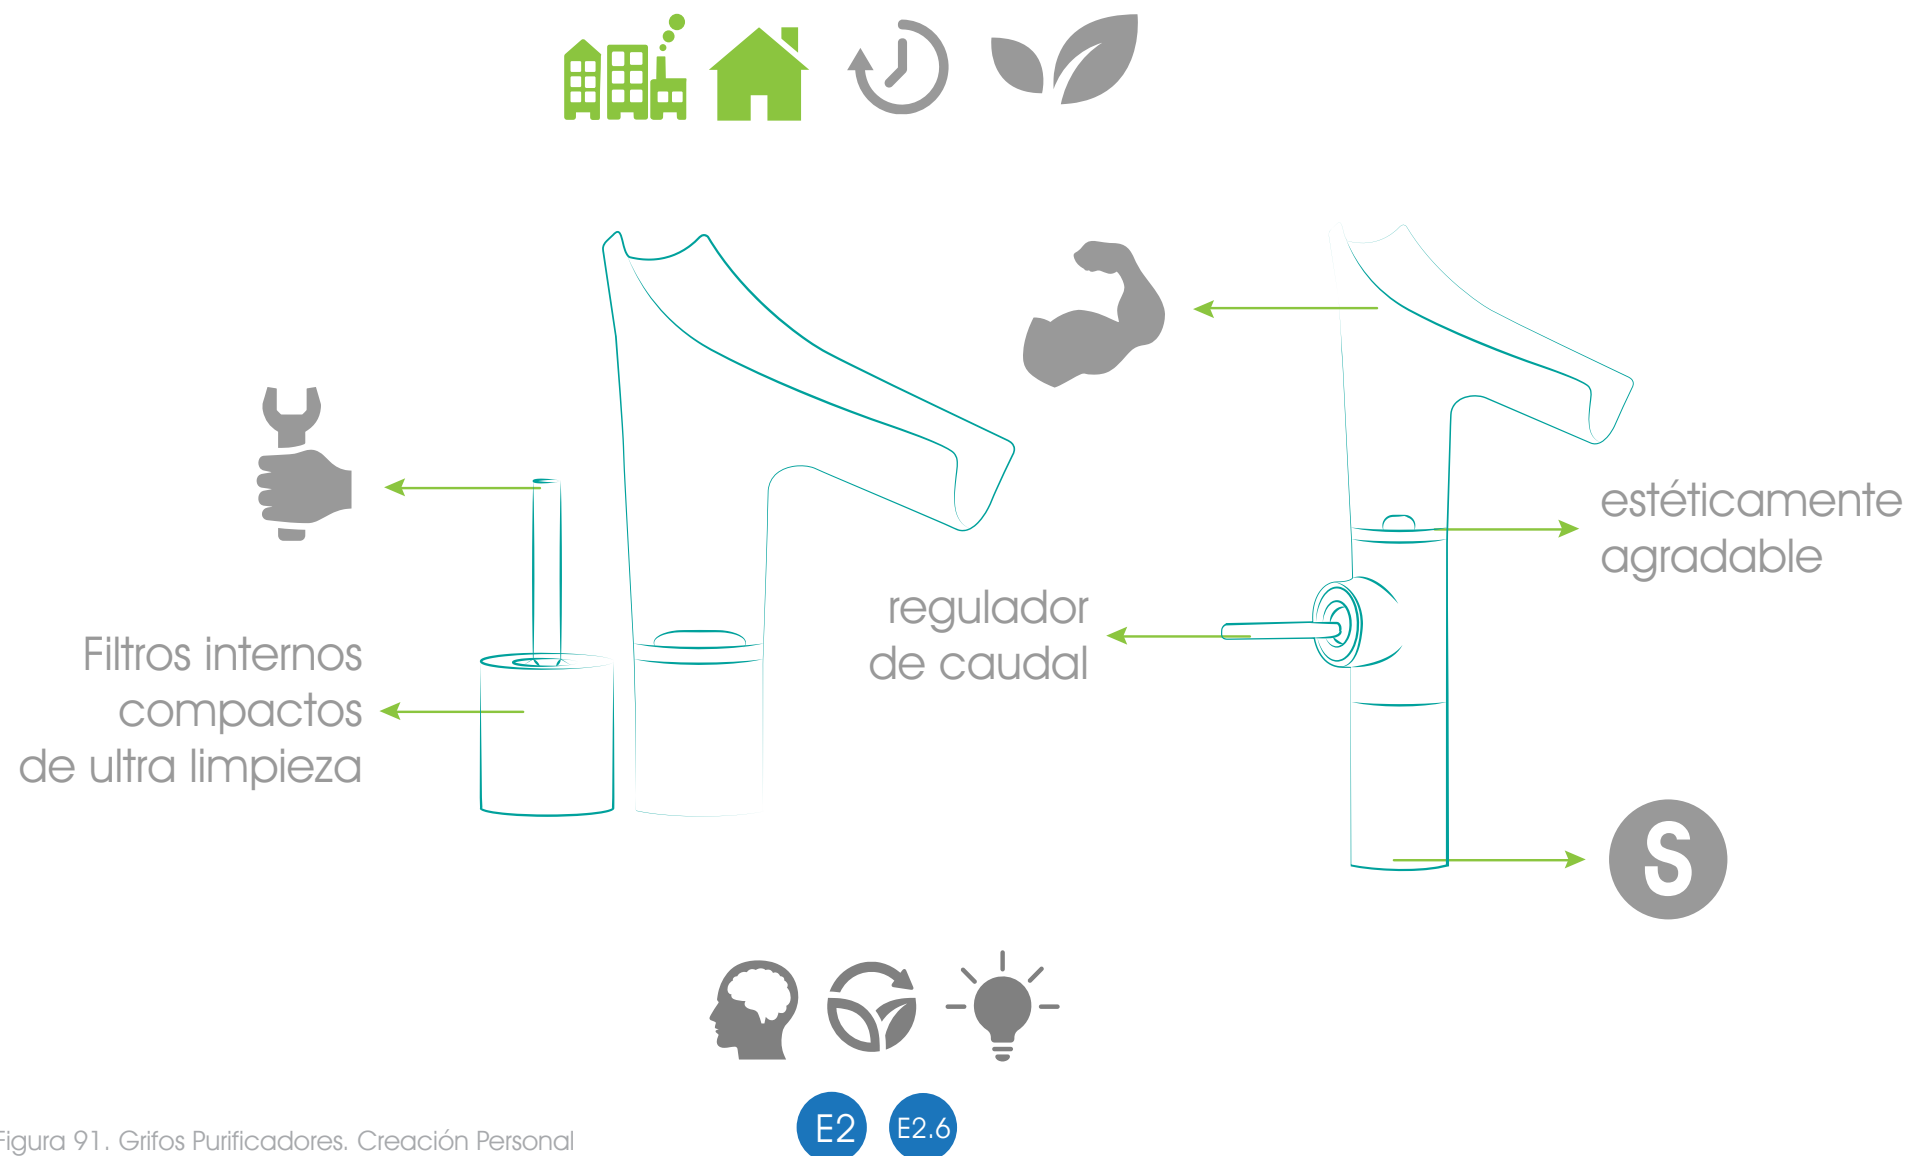 estéticamente
agradable
regulador
de caudal
Filtros internos
compactos
de ultra limpieza
S
E2
E2.6
Figura 91. Grifos Purificadores. Creación Personal